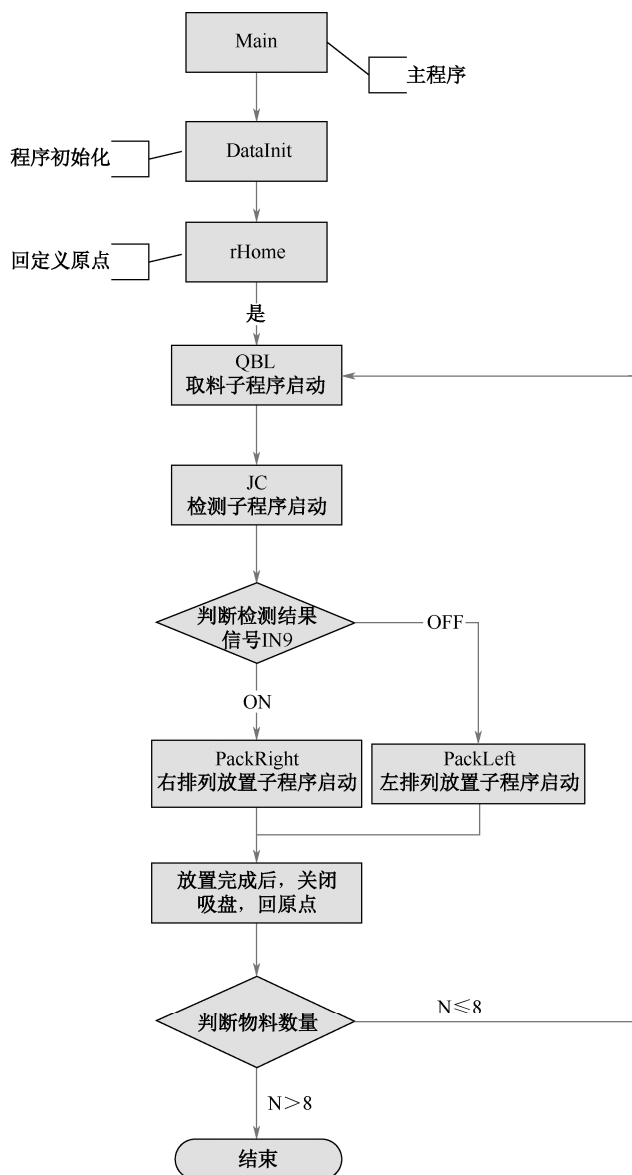 Main
主程序
程序初始化
DataInit
回定义原点
rHome
是
QBL
取料子程序启动
JC
检测子程序启动
判断检测结果
信号IN9
OFF
ON
PackRight
右排列放置子程序启动
PackLeft
左排列放置子程序启动
放置完成后，关闭
吸盘，回原点
判断物料数量
N≤8
N＞8
结束